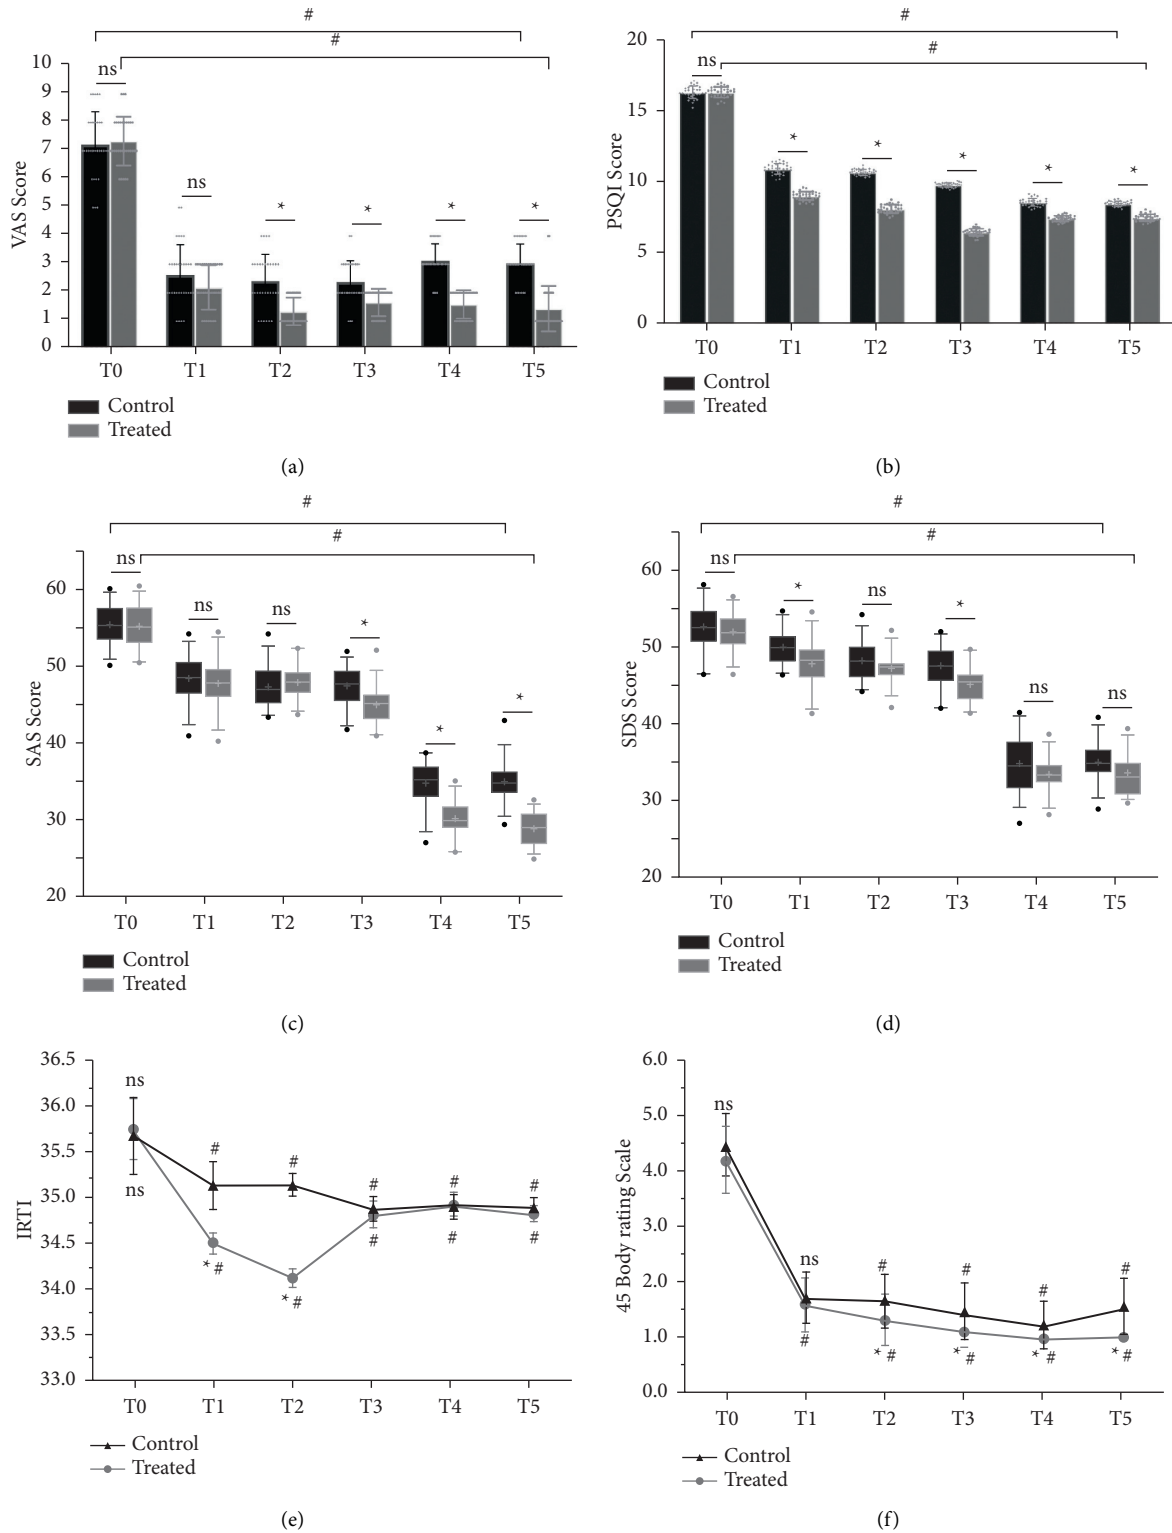 #
#
ns
ns
*
*
*
*
VAS Score
10
9
8
7
6
5
4
3
2
1
0
T0 T1 T2 T3 T4 T5
Control
Treated
(a)
#
#
ns
*
*
*
*
*
PSQI Score
20
15
10
5
0
T0 T1 T2 T3 T4 T5
Control
Treated
(b)
#
#
ns
ns
ns
*
*
*
SAS Score
60
50
40
30
20
T0 T1 T2 T3 T4 T5
Control
Treated
(c)
#
#
ns
*
ns
*
ns
ns
SDS Score
60
50
40
30
20
T0 T1 T2 T3 T4 T5
Control
Treated
(d)
IRTI
36.5
36.0
35.5
35.0
34.5
34.0
33.5
33.0
ns
# # # # #
ns
*# *# # # #
T0 T1 T2 T3 T4 T5
Control
Treated
(e)
45 Body rating Scale
6.0
5.0
4.0
3.0
2.0
1.0
0.0
ns
ns # # # #
# *# *# *# *#
T0 T1 T2 T3 T4 T5
Control
Treated
(f)